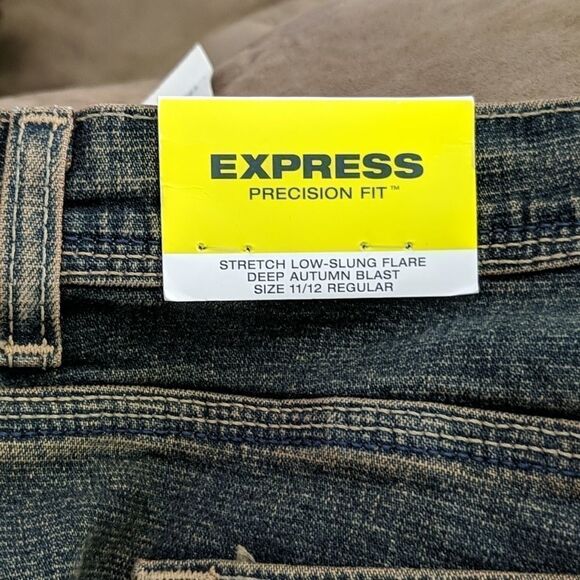 EXPRESS
PRECISION FIT™
STRETCH LOW-SLUNG FLARE
DEEP AUTUMN BLAST
SIZE 11/12 REGULAR